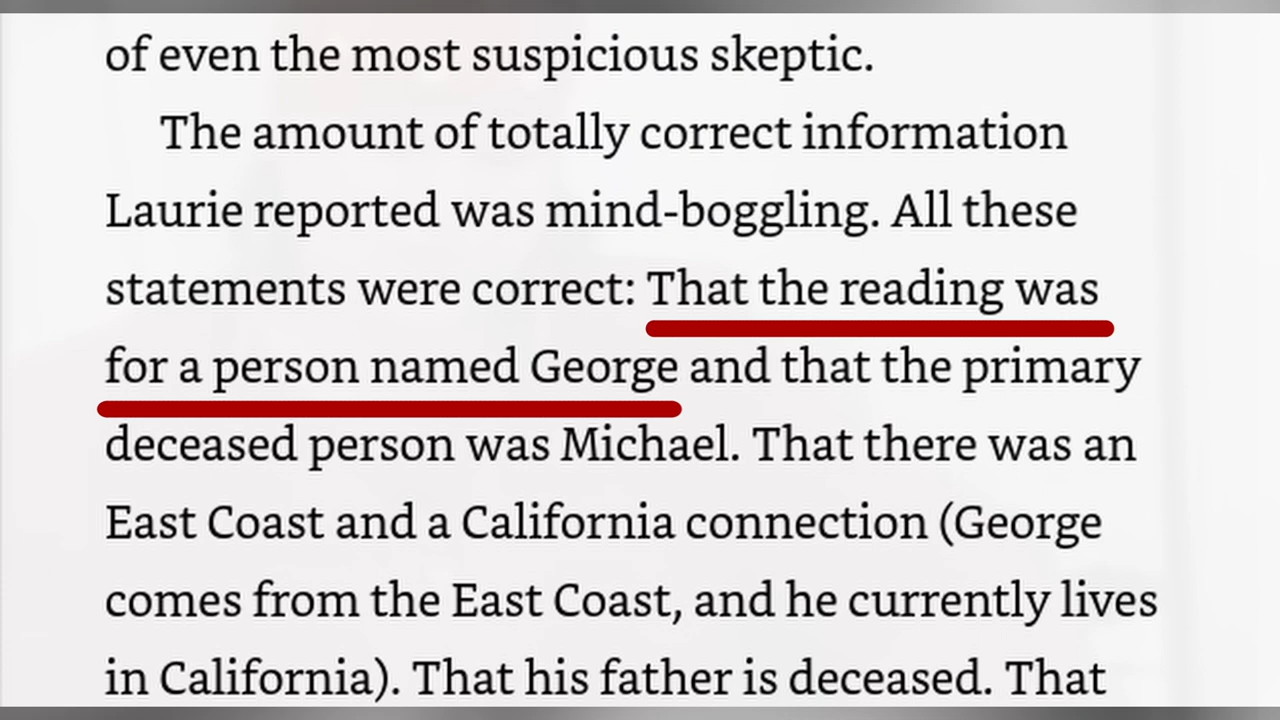 of even the most suspicious skeptic.
The amount of totally correct information
Laurie reported was mind-boggling. All these
statements were correct: That the reading was
for a person named George and that the primary
deceased person was Michael. That there was an
East Coast and a California connection (George
comes from the East Coast, and he currently lives
in California). That his father is deceased. That